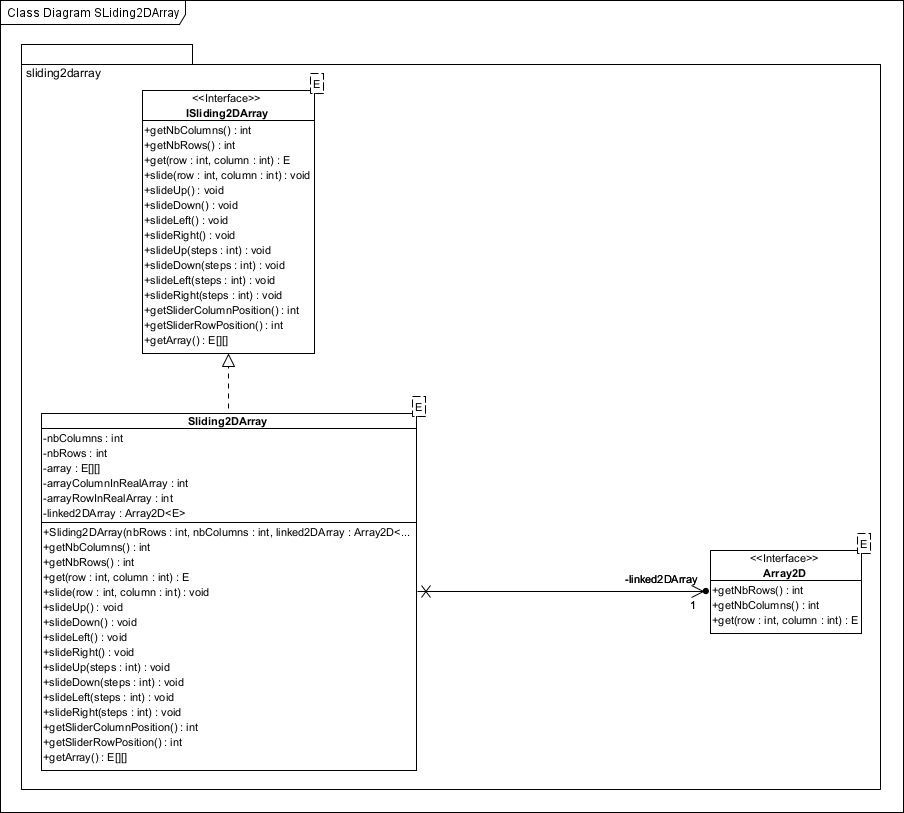 Class Diagram SLiding2DArray
sliding2darray
E
<<Interface>>
ISliding2DArray
+getNbColumns() : int
+getNbRows() : int
+get(row : int, column : int) : E
+slide(row : int, column : int) : void
+slideUp() : void
+slideDown() : void
+slideLeft() : void
+slideRight() : void
+slideUp(steps : int) : void
+slideDown(steps : int) : void
+slideLeft(steps : int) : void
+slideRight(steps : int) : void
+getSliderColumnPosition() : int
+getSliderRowPosition() : int
+getArray() : E[][]
E
Sliding2DArray
-nbColumns : int
-nbRows : int
-array : E[][]
-arrayColumnInRealArray : int
-arrayRowInRealArray : int
-linked2DArray : Array2D<E>
+Sliding2DArray(nbRows : int, nbColumns : int, linked2DArray : Array2D<...
+getNbColumns() : int
+getNbRows() : int
+get(row : int, column : int) : E
+slide(row : int, column : int) : void
+slideUp() : void
+slideDown() : void
+slideLeft() : void
+slideRight() : void
+slideUp(steps : int) : void
+slideDown(steps : int) : void
+slideLeft(steps : int) : void
+slideRight(steps : int) : void
+getSliderColumnPosition() : int
+getSliderRowPosition() : int
+getArray() : E[][]
-linked2DArray
1
E
<<Interface>>
Array2D
+getNbRows() : int
+getNbColumns() : int
+get(row : int, column : int) : E